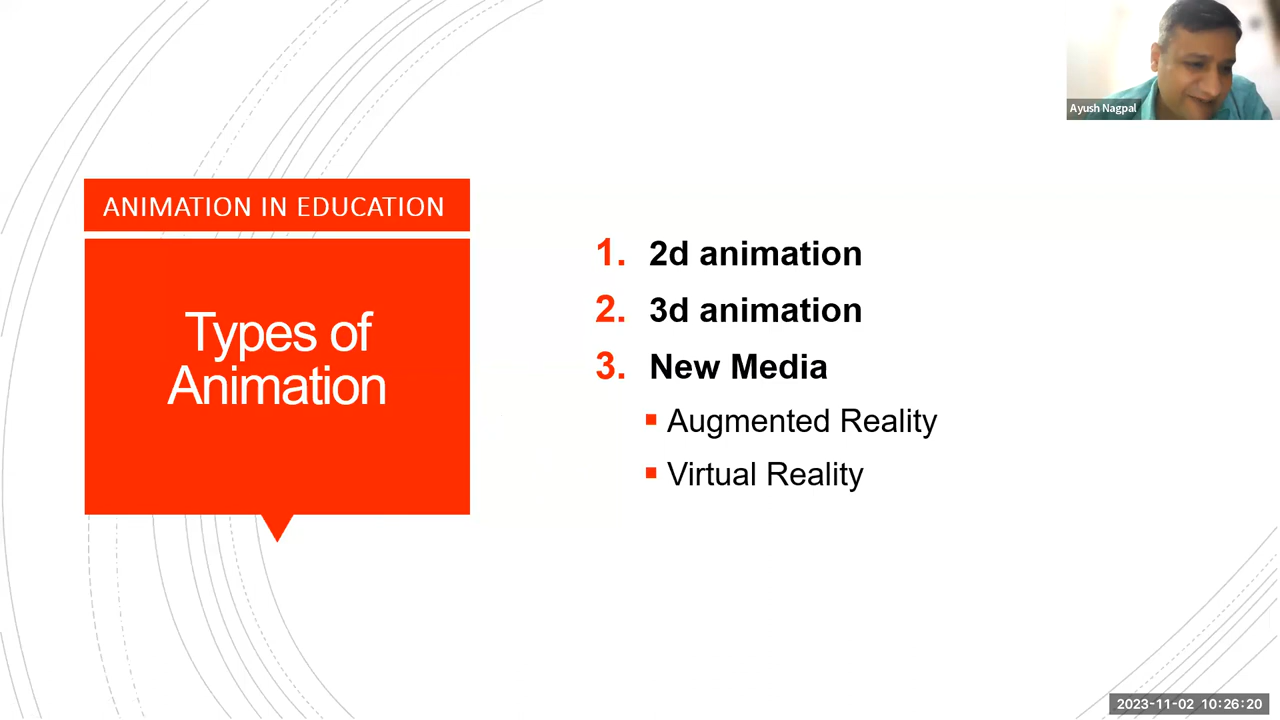 Ayush Nagpal
ANIMATION IN EDUCATION
Types of
Animation
1. 2d animation
2. 3d animation
3. New Media
Augmented Reality
Virtual Reality
2023-11-02 10:26:20